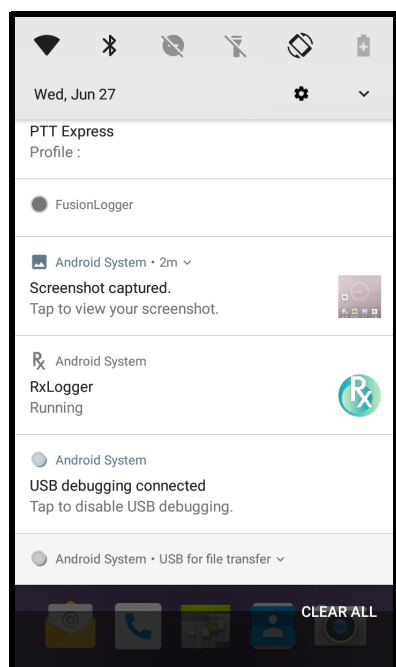 Wed, Jun 27
PTT Express
Profile :
FusionLogger
Android System • 2m
Screenshot captured.
Tap to view your screenshot.
Rx Android System
RxLogger
Running
Rx
Android System
USB debugging connected
Tap to disable USB debugging.
Android System • USB for file transfer
CLEAR ALL